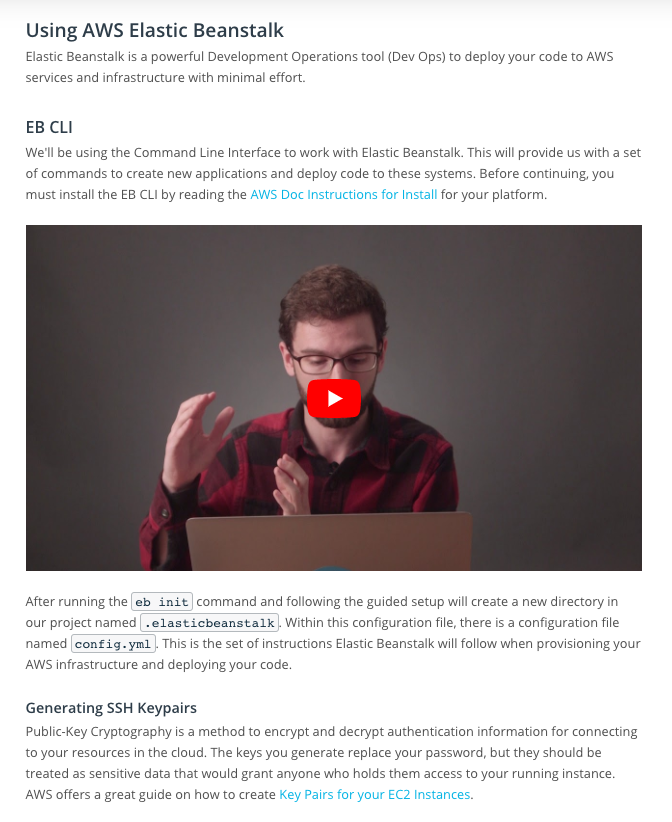 Using AWS Elastic Beanstalk
Elastic Beanstalk is a powerful Development Operations tool (Dev Ops) to deploy your code to AWS
services and infrastructure with minimal effort.
EB CLI
We'll be using the Command Line Interface to work with Elastic Beanstalk. This will provide us with a set
of commands to create new applications and deploy code to these systems. Before continuing, you
must install the EB CLI by reading the AWS Doc Instructions for Install for your platform.
After running the eb init command and following the guided setup will create a new directory in
our project named .elasticbeanstalk. Within this configuration file, there is a configuration file
named config.yml. This is the set of instructions Elastic Beanstalk will follow when provisioning your
AWS infrastructure and deploying your code.
Generating SSH Keypairs
Public-Key Cryptography is a method to encrypt and decrypt authentication information for connecting
to your resources in the cloud. The keys you generate replace your password, but they should be
treated as sensitive data that would grant anyone who holds them access to your running instance.
AWS offers a great guide on how to create Key Pairs for your EC2 Instances.